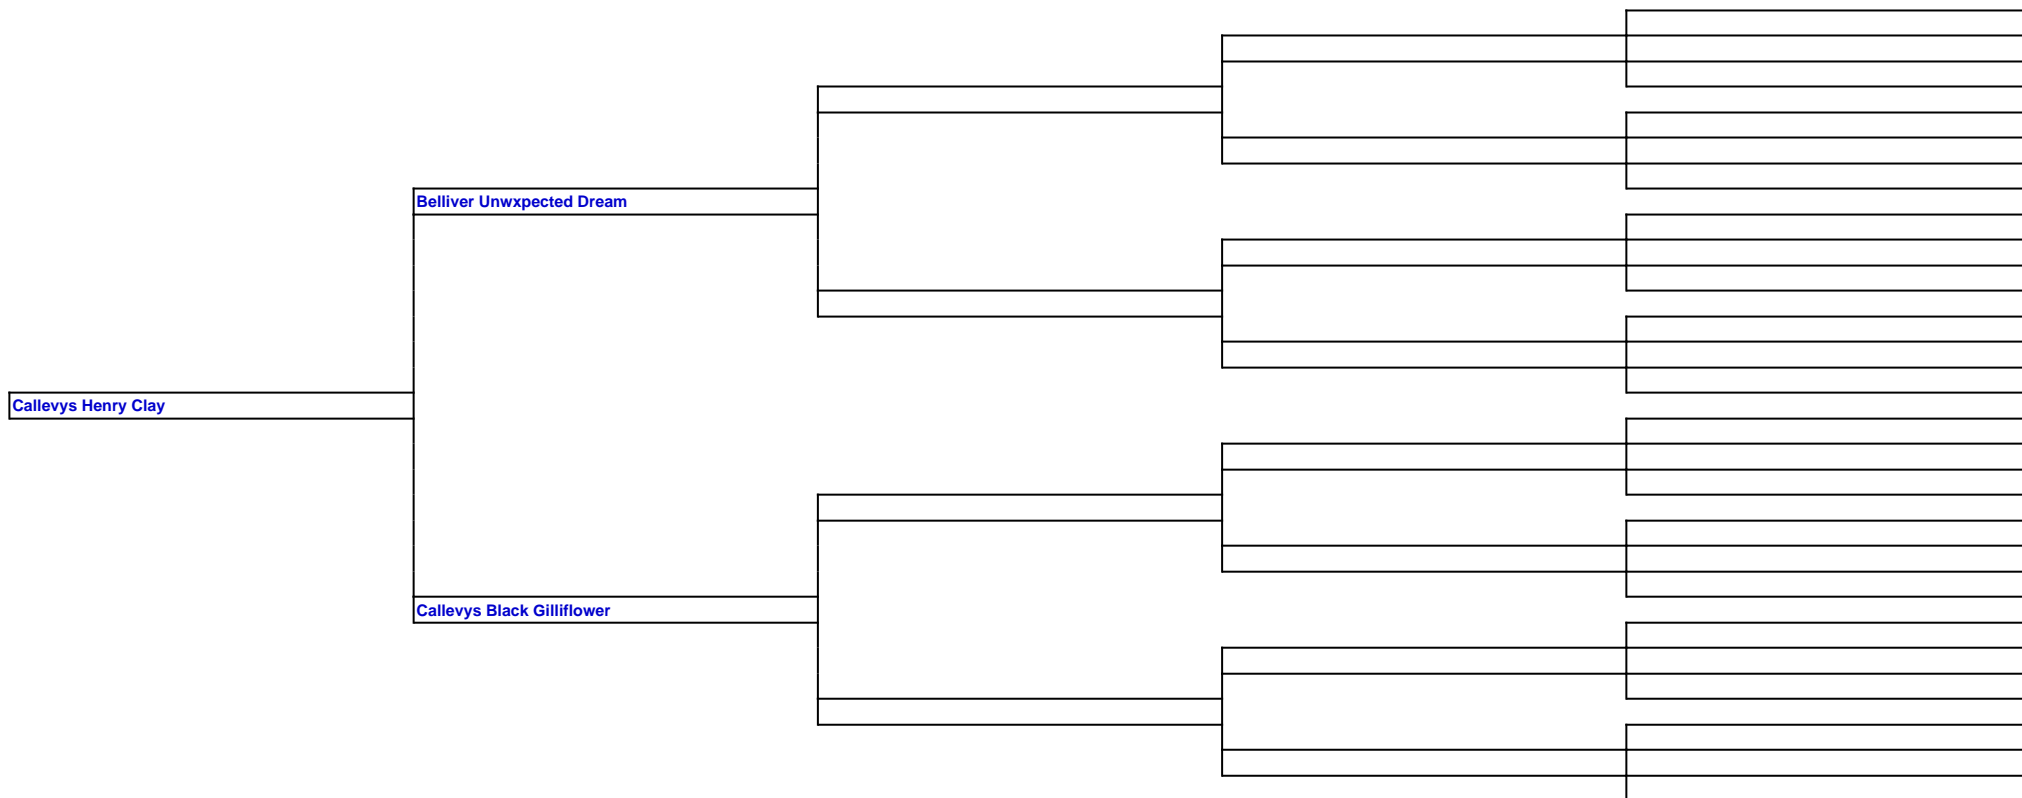 Belliver Unwxpected Dream
Callevys Henry Clay
Callevys Black Gilliflower